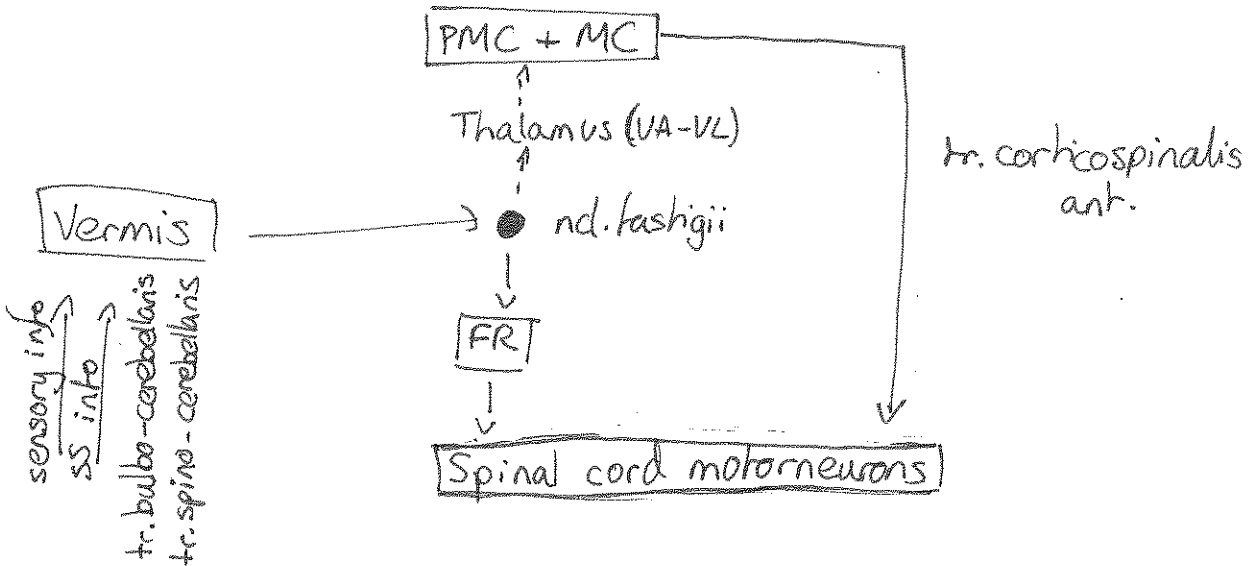 PMC + MC
Thalamus (VA-VL)
tr. corticospinalis
ant.
Vermis
ncl. fastigii
sensory info
SS info
tr. bulbo-cerebellaris
tr. spino-cerebellaris
FR
Spinal cord motorneurons